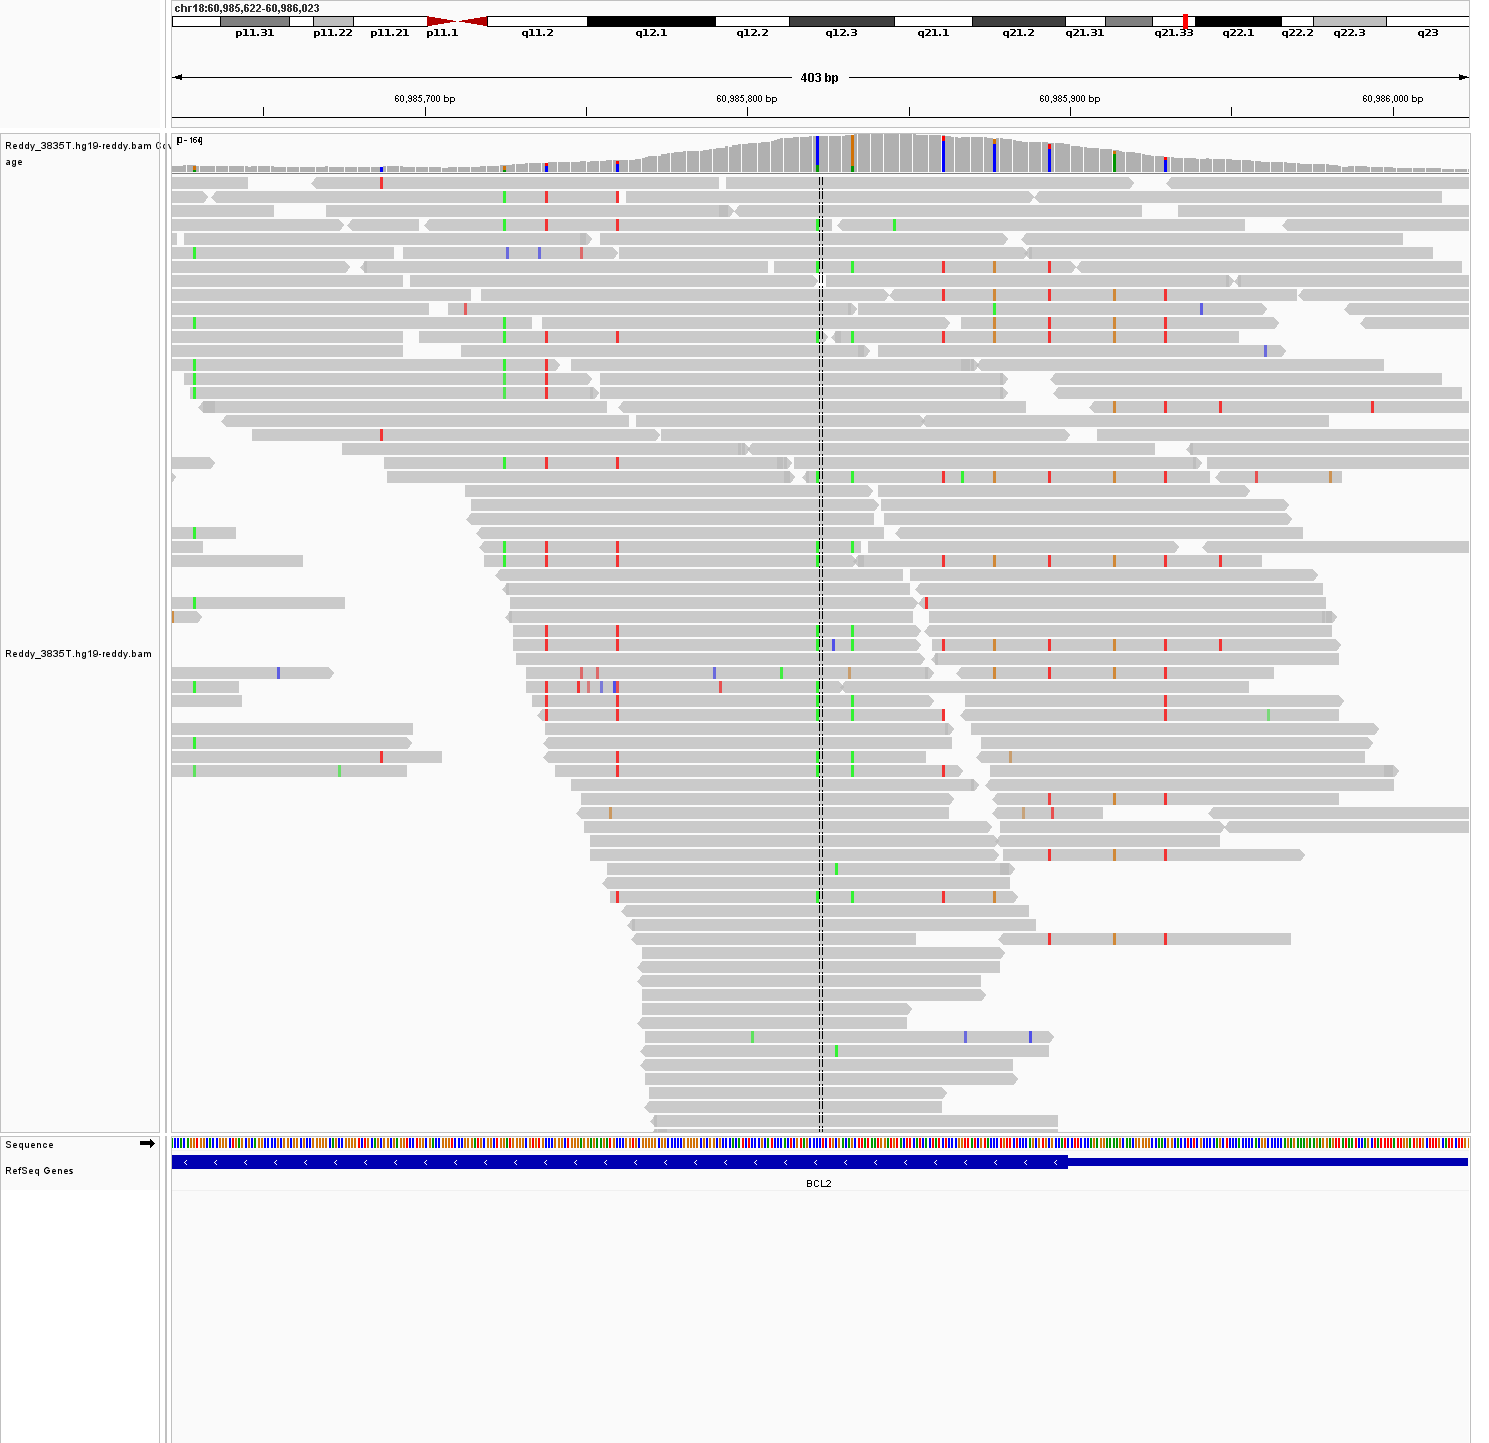 chr18:60,985,622-60,986,023
p11.31 p11.22 p11.21 p11.1 q11.2 q12.1 q12.2 q12.3 q21.1 q21.2 q21.31 q21.33 q22.1 q22.2 q22.3 q23
403 bp
60,985,700 bp 60,985,800 bp 60,985,900 bp 60,986,000 bp
[0 - 164]
Reddy_3835T.hg19-reddy.bam Cov
age
Reddy_3835T.hg19-reddy.bam
Sequence
RefSeq Genes
BCL2